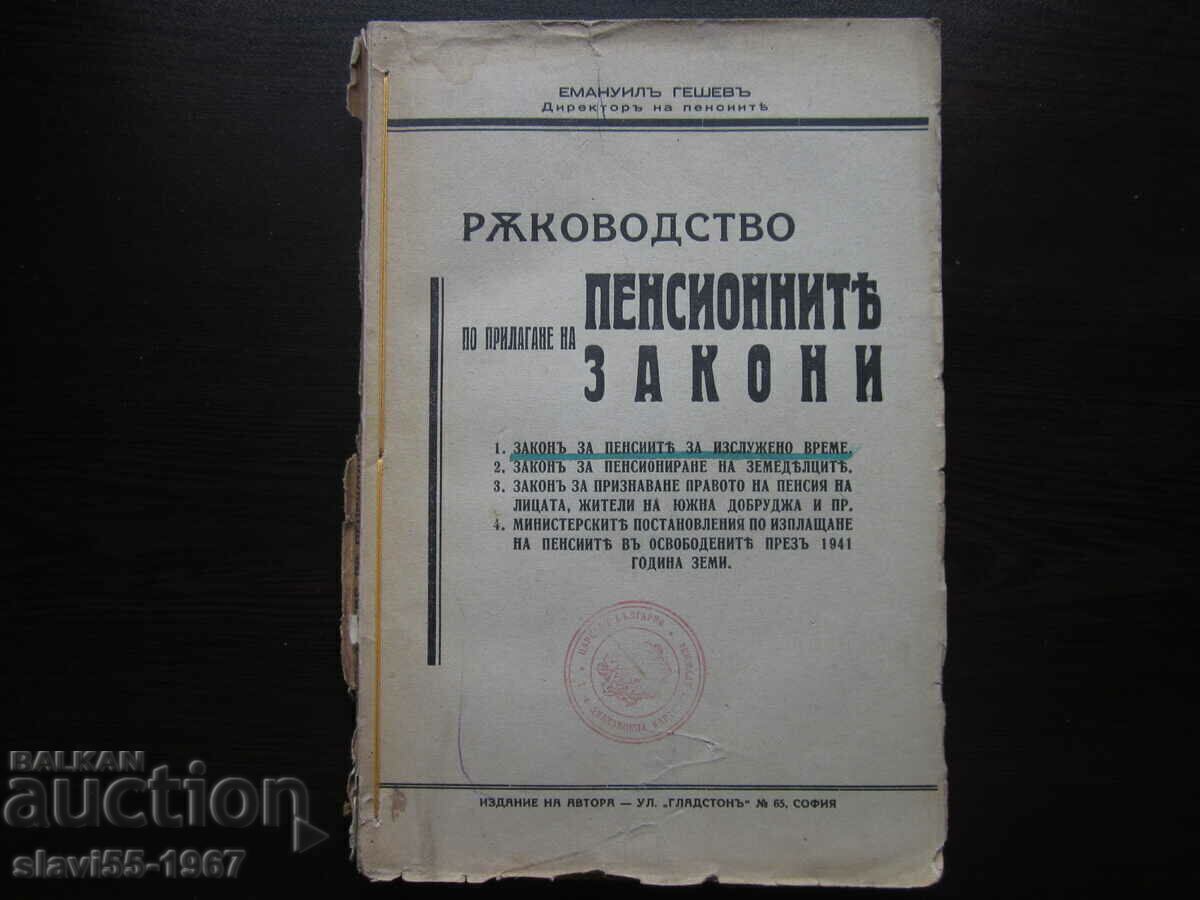 ЕМАНУИЛЪ ГЕШЕВЪ
Директоръ на пенсиитѣ
РѪКОВОДСТВО
ПО ПРИЛАГАНЕ НА
ПЕНСИОННИТѢ
ЗАКОНИ
1. ЗАКОНЪ ЗА ПЕНСИИТѢ ЗА ИЗСЛУЖЕНО ВРЕМЕ.
2. ЗАКОНЪ ЗА ПЕНСИОНИРАНЕ НА ЗЕМЕДѢЛЦИТѢ.
3. ЗАКОНЪ ЗА ПРИЗНАВАНЕ ПРАВОТО НА ПЕНСИЯ НА
ЛИЦАТА, ЖИТЕЛИ НА ЮЖНА ДОБРУДЖА И ПР.
4. МИНИСТЕРСКИТѢ ПОСТАНОВЛЕНИЯ ПО ИЗПЛАЩАНЕ
НА ПЕНСИИТѢ ВЪ ОСВОБОДЕНИТѢ ПРЕЗЪ 1941
ГОДИНА ЗЕМИ.
БЪЛГАРИЯ
ИЗДАНИЕ НА АВТОРА — УЛ. „ГЛАДСТОНЪ" № 65, СОФИЯ
BALKAN
auction
slavi55-1967